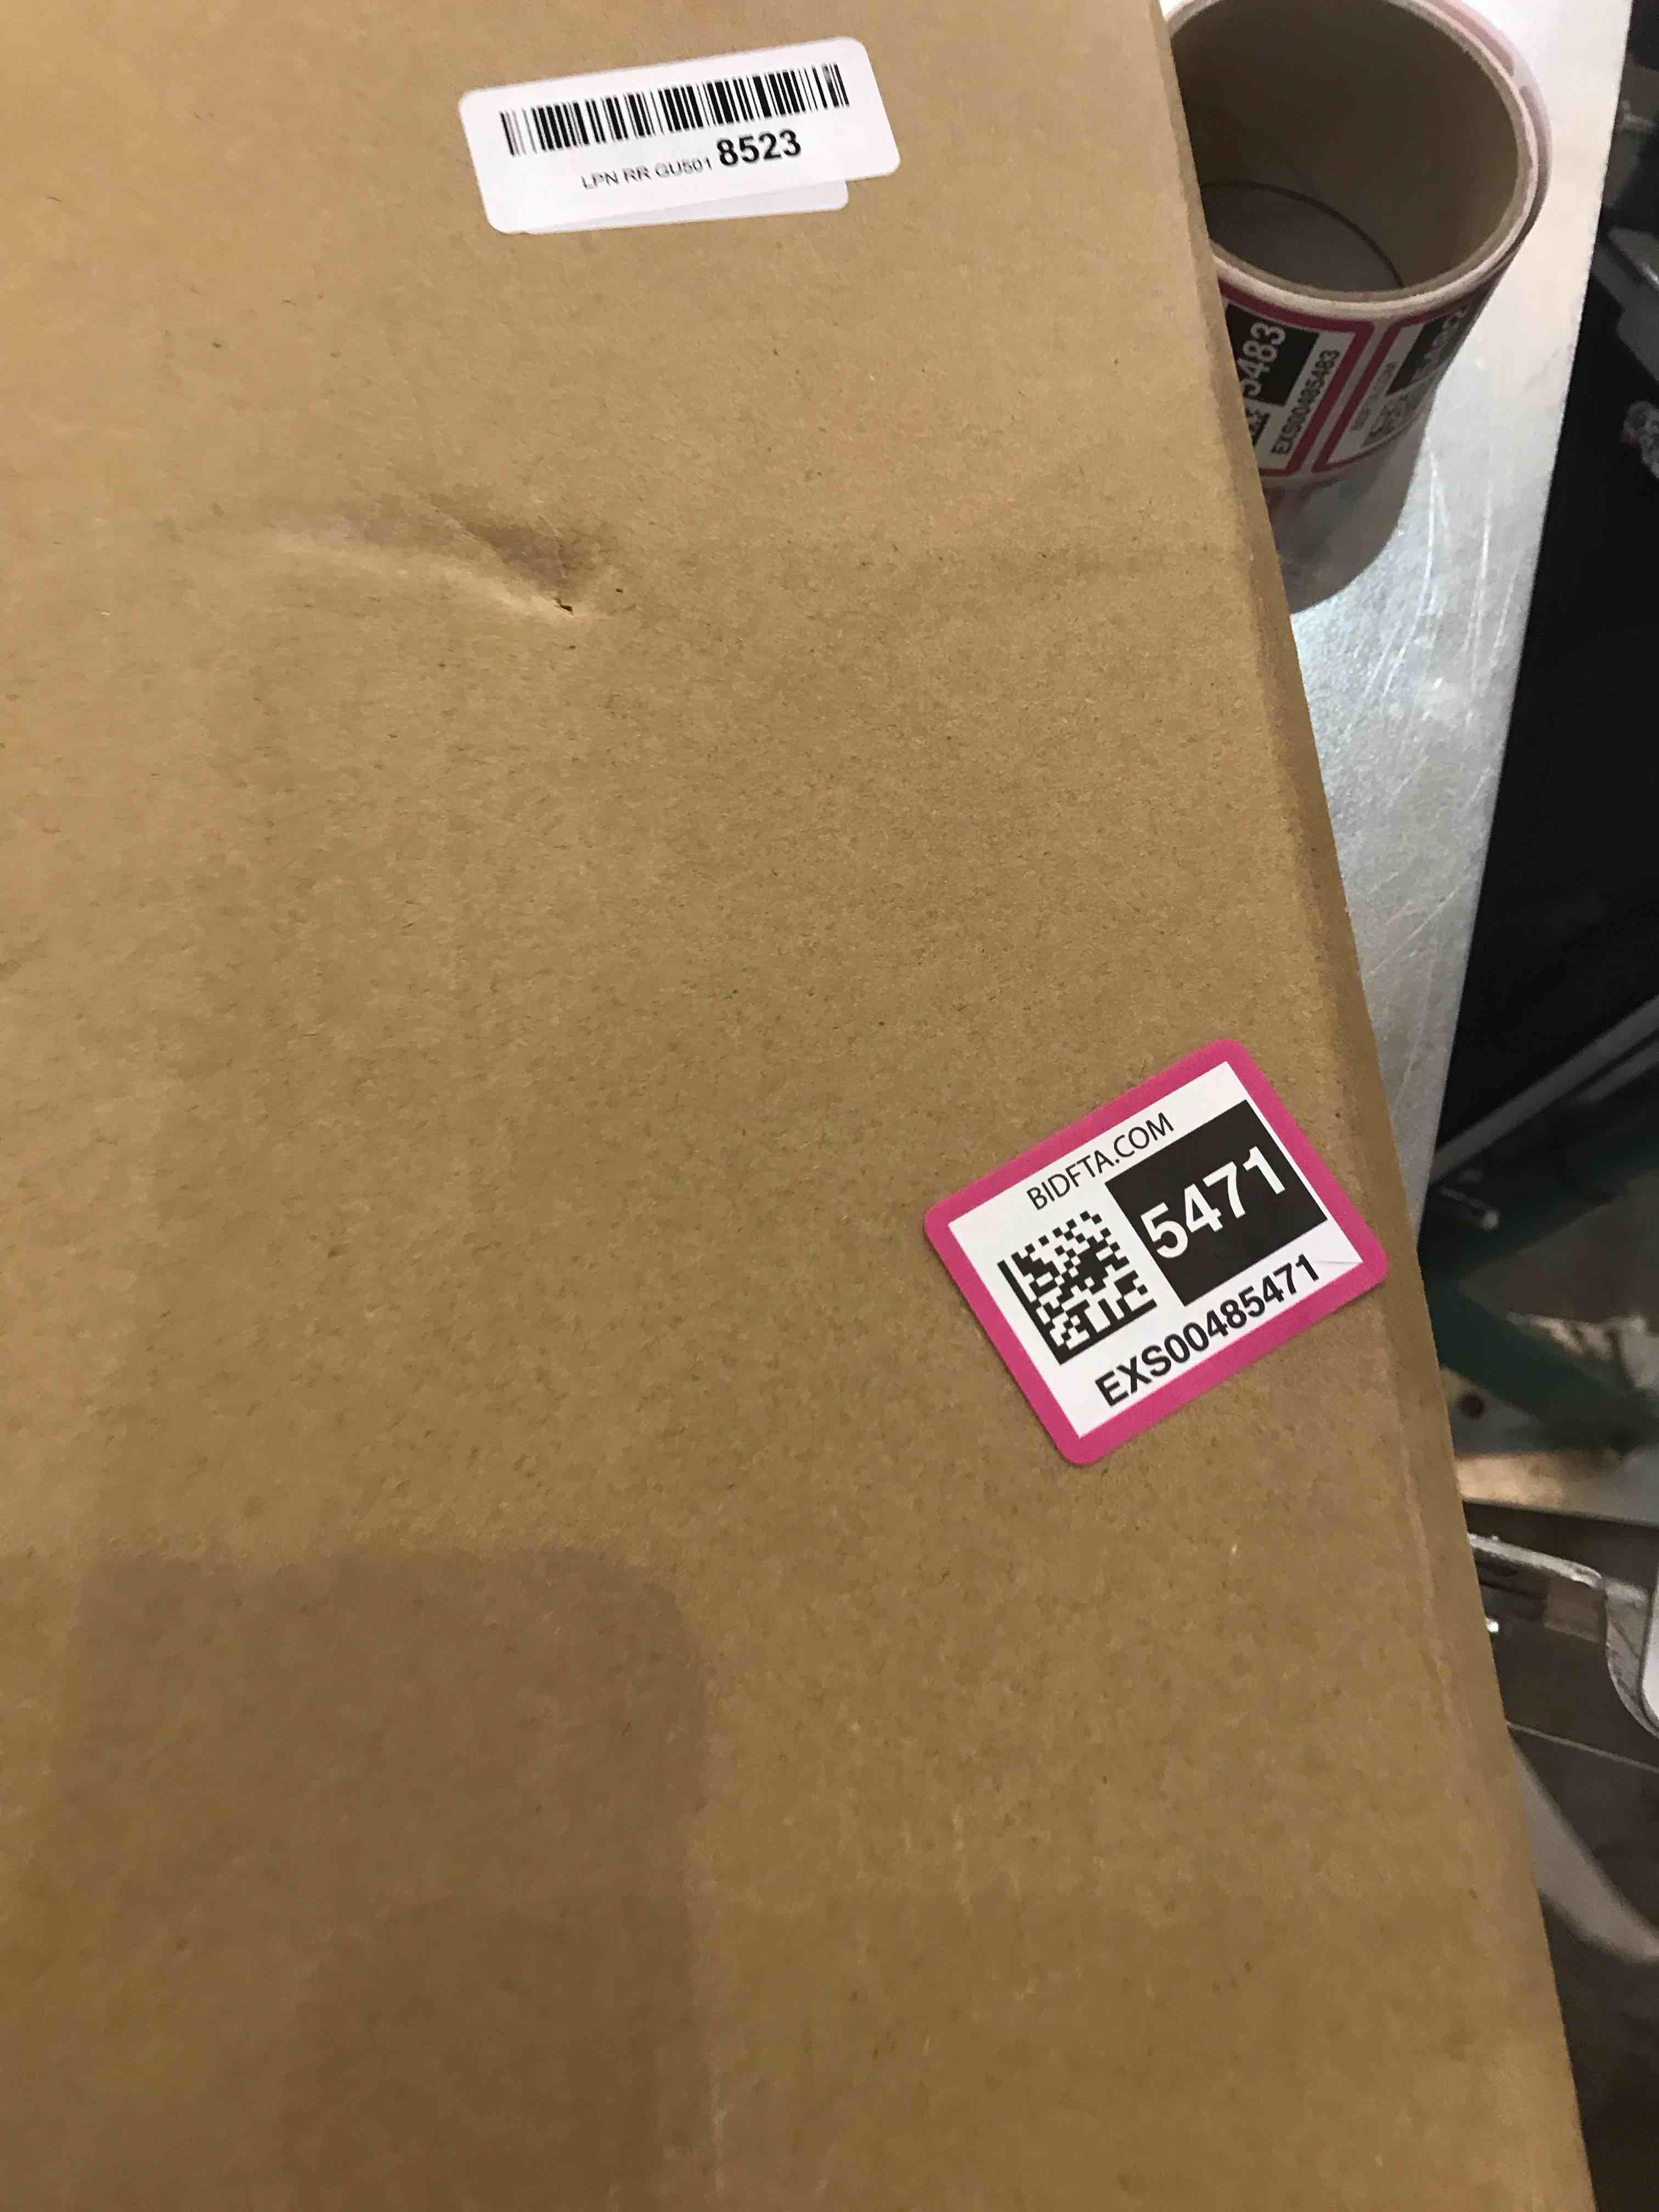 LPN RR GU501 8523
5483
EXS00485483
BIDFTA.COM
5471
EXS00485471